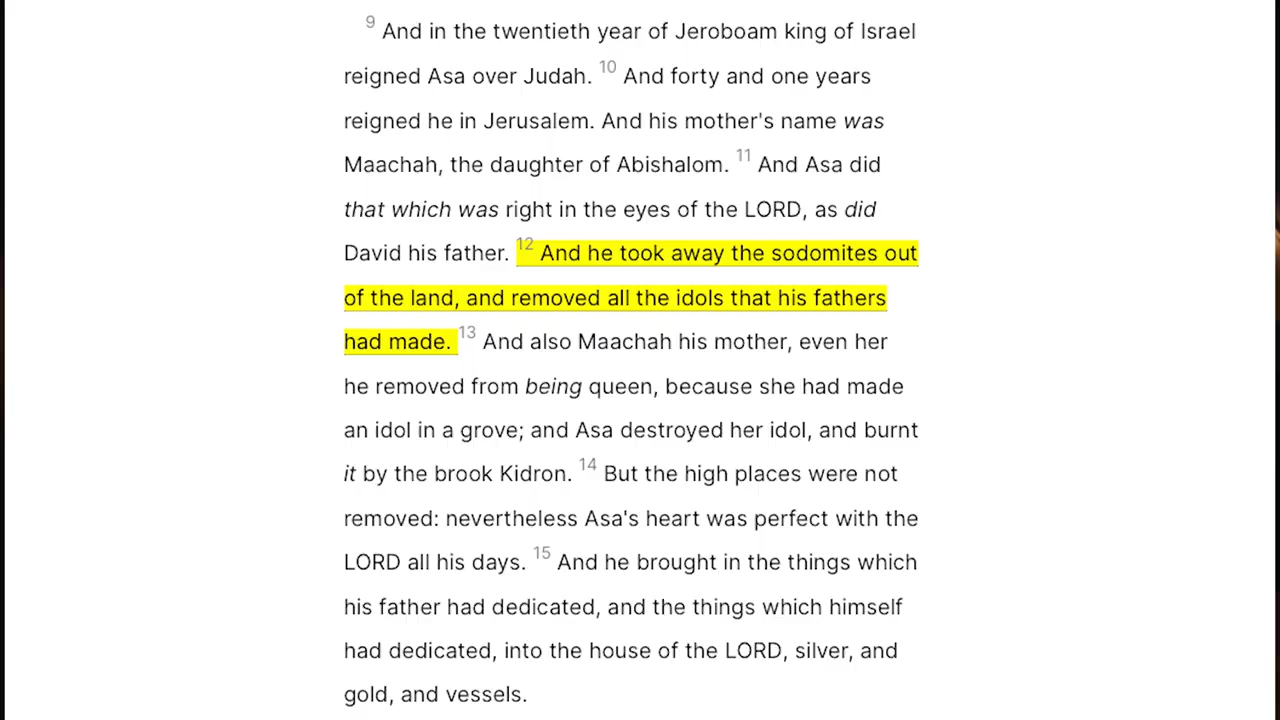 9 And in the twentieth year of Jeroboam king of Israel
reigned Asa over Judah. 10 And forty and one years
reigned he in Jerusalem. And his mother's name was
Maachah, the daughter of Abishalom. 11 And Asa did
that which was right in the eyes of the LORD, as did
David his father. 12 And he took away the sodomites out
of the land, and removed all the idols that his fathers
had made. 13 And also Maachah his mother, even her
he removed from being queen, because she had made
an idol in a grove; and Asa destroyed her idol, and burnt
it by the brook Kidron. 14 But the high places were not
removed: nevertheless Asa's heart was perfect with the
LORD all his days. 15 And he brought in the things which
his father had dedicated, and the things which himself
had dedicated, into the house of the LORD, silver, and
gold, and vessels.